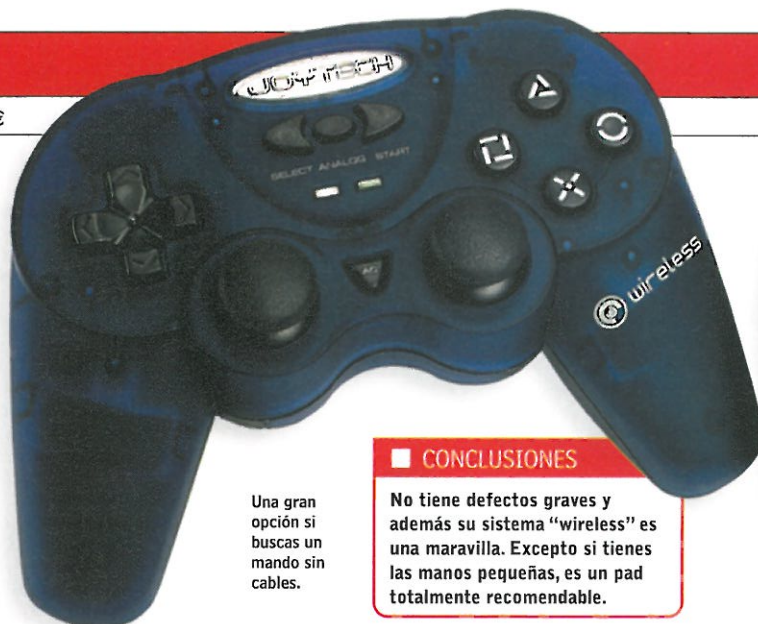 €
JOYTECH
SELECT ANALOG START
AC
wireless
Una gran
opción si
buscas un
mando sin
cables.
CONCLUSIONES
No tiene defectos graves y
además su sistema “wireless” es
una maravilla. Excepto si tienes
las manos pequeñas, es un pad
totalmente recomendable.